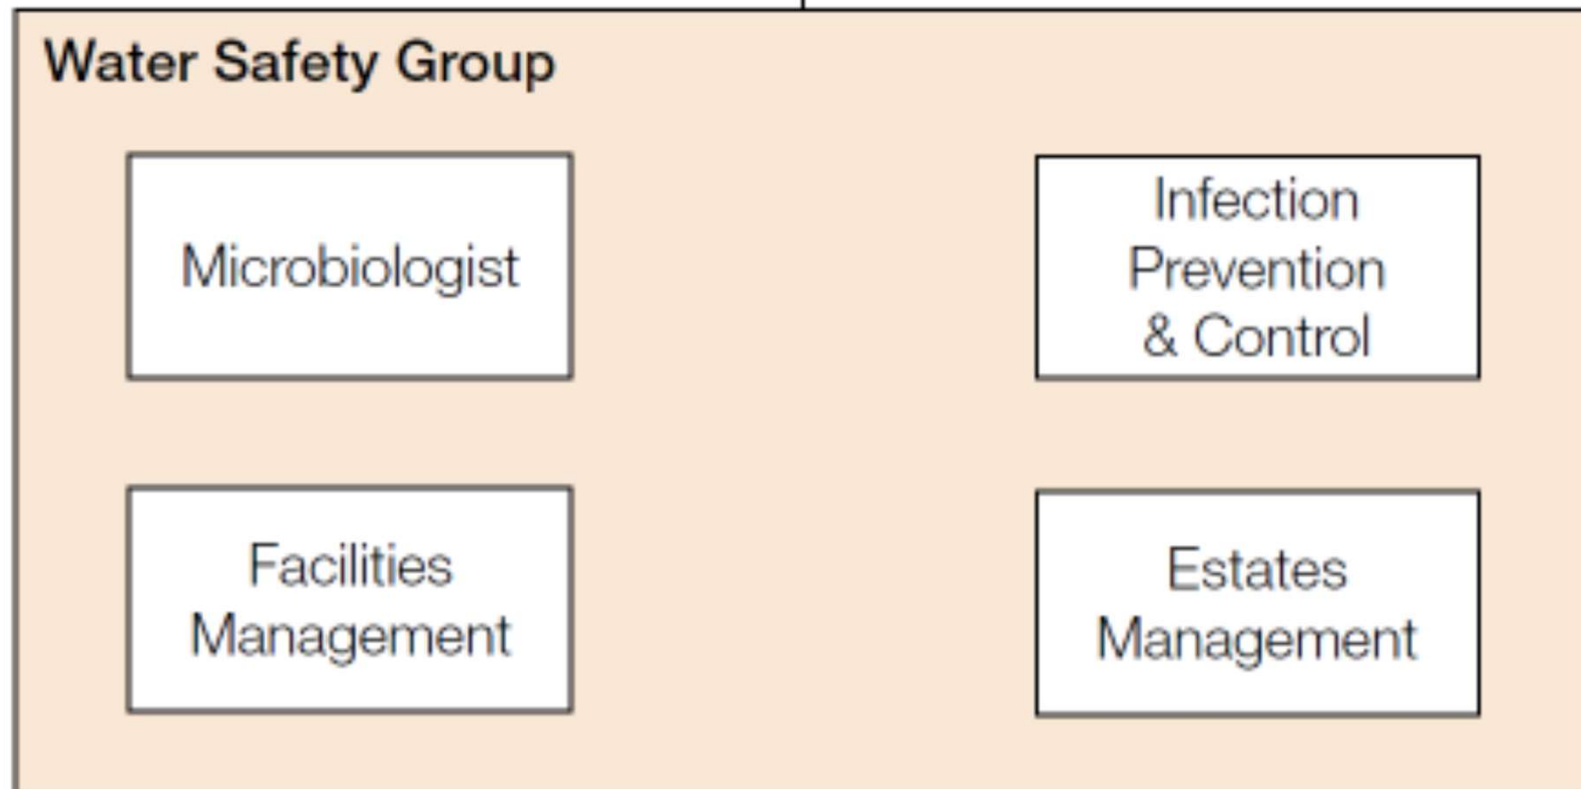 Water Safety Group
Microbiologist
Infection
Prevention
& Control
Facilities
Management
Estates
Management